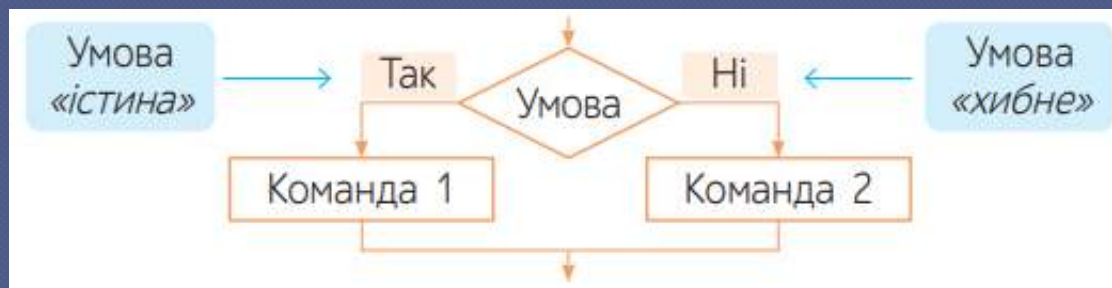 Умова
«істина»
Так
Умова
Ні
Умова
«хибне»
Команда 1
Команда 2